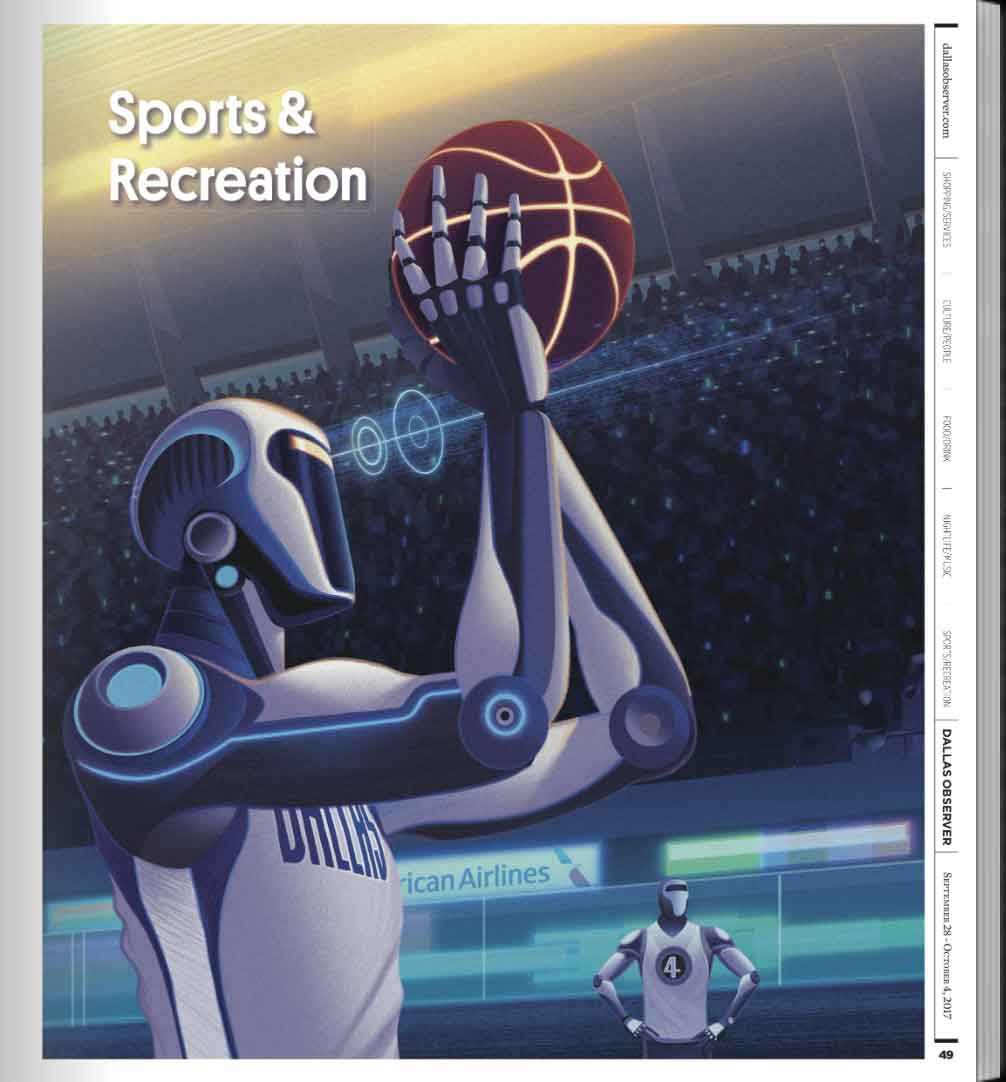 Sports &
Recreation
DALLAS
rican Airlines
4
dallasobserver.com
SHOPPING/SERVICES | CULTURE/PEOPLE | FOOD/DRINK | NIGHTLIFE/MUSIC | SPORTS/RECREATION
DALLAS OBSERVER
SEPTEMBER 28 - OCTOBER 4, 2017
49